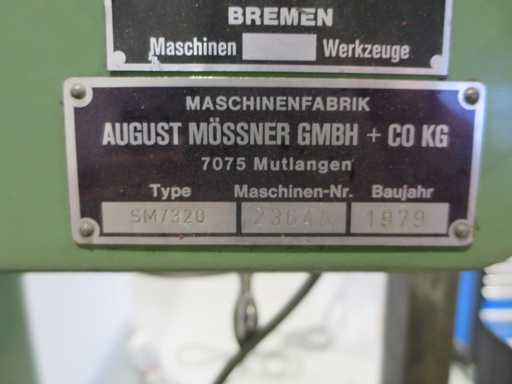 BREMEN
Maschinen Werkzeuge
MASCHINENFABRIK
AUGUST MÖSSNER GMBH + CO KG
7075 Mutlangen
Type Maschinen-Nr. Baujahr
SM/320 1979